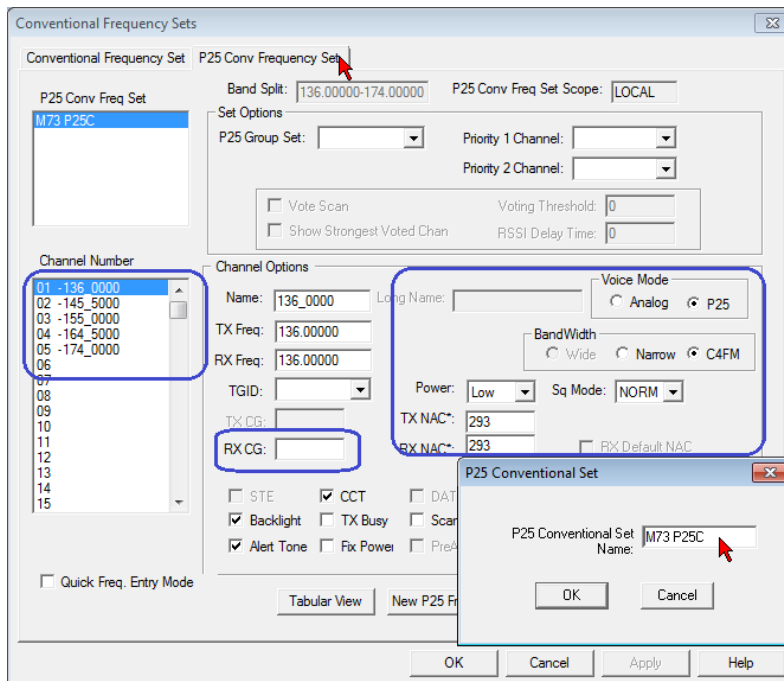 Conventional Frequency Sets
Conventional Frequency Set P25 Conv Frequency Set
P25 Conv Freq Set
M73 P25C
Band Split: 136.00000-174.00000 P25 Conv Freq Set Scope: LOCAL
Set Options
P25 Group Set: Priority 1 Channel:
Priority 2 Channel:
Vote Scan Voting Threshold: 0
Show Strongest Voted Chan RSSI Delay Time: 0
Channel Number
01 -136_0000
02 -145_5000
03 -155_0000
04 -164_5000
05 -174_0000
06
07
08
09
10
11
12
13
14
15
Quick Freq. Entry Mode
Channel Options
Name: 136_0000 Long Name:
Voice Mode
Analog P25
TX Freq: 136.00000
BandWidth
Wide Narrow C4FM
RX Freq: 136.00000
TGID: Power: Low Sq Mode: NORM
TX CG: TX NAC*: 293
RX CG: RX NAC*: 293 RX Default NAC
STE CCT DAT
Backlight TX Busy Scan
Alert Tone Fix Power PreA
Tabular View New P25 Fr
P25 Conventional Set
P25 Conventional Set
Name: M73 P25C
OK Cancel
OK Cancel Apply Help